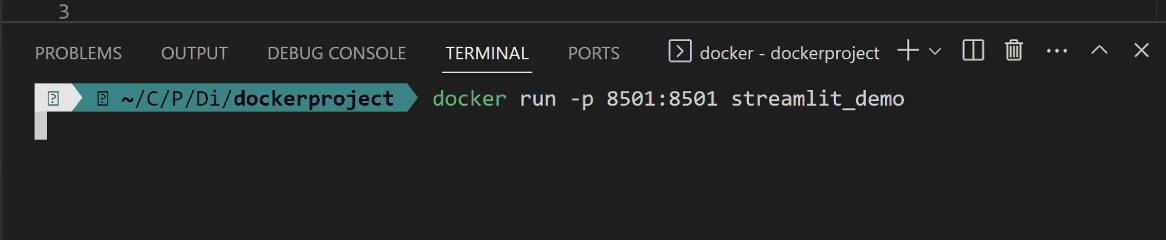 3
PROBLEMS OUTPUT DEBUG CONSOLE TERMINAL PORTS docker - dockerproject
~/C/P/Di/dockerproject docker run -p 8501:8501 streamlit_demo